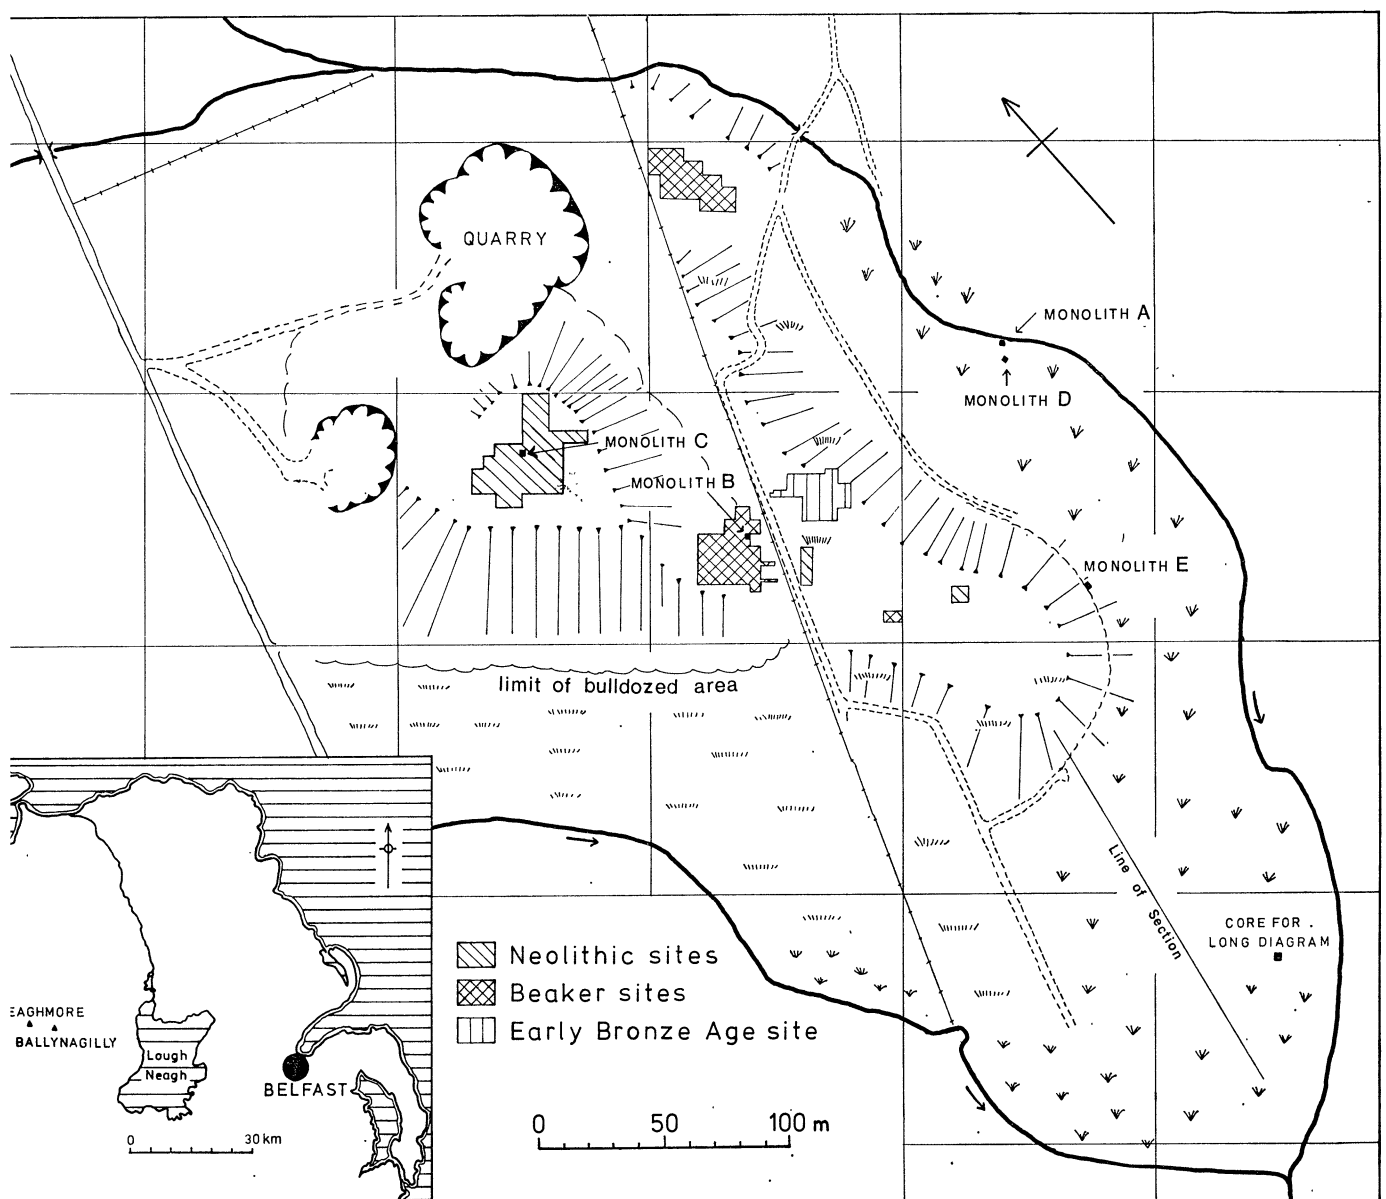 QUARRY
MONOLITH A
MONOLITH D
MONOLITH C
MONOLITH B
MONOLITH E
limit of bulldozed area
Line of Section
CORE FOR
LONG DIAGRAM
Neolithic sites
Beaker sites
Early Bronze Age site
0 50 100 m
EAGHMORE
BALLYNAGILLY
Lough
Neagh
BELFAST
0 30 km